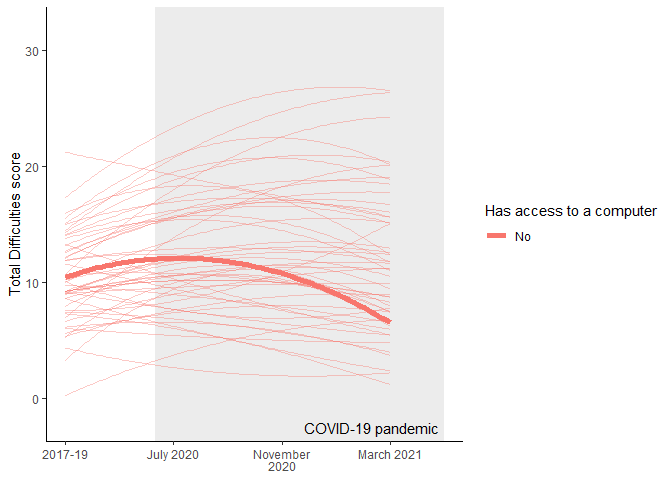 Total Difficulties score
30
20
10
0
COVID-19 pandemic
2017-19
July 2020
November
2020
March 2021
Has access to a computer
No